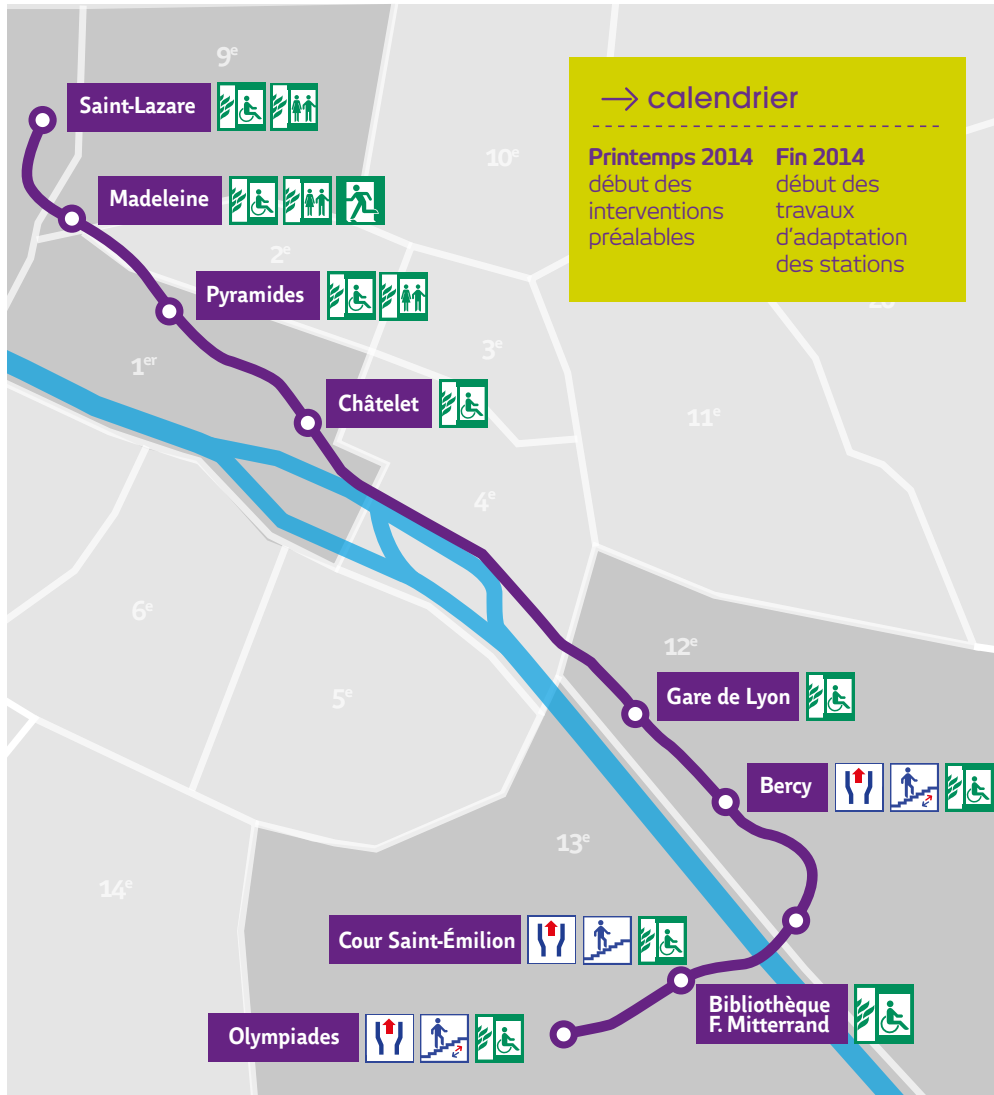 9e
Saint-Lazare
→ calendrier
Printemps 2014
début des
interventions
préalables
Fin 2014
début des
travaux
d’adaptation
des stations
10e
Madeleine
2e
Pyramides
3e
1er
Châtelet
11e
4e
6e
12e
5e
Gare de Lyon
Bercy
13e
14e
Cour Saint-Émilion
Bibliothèque
F. Mitterrand
Olympiades